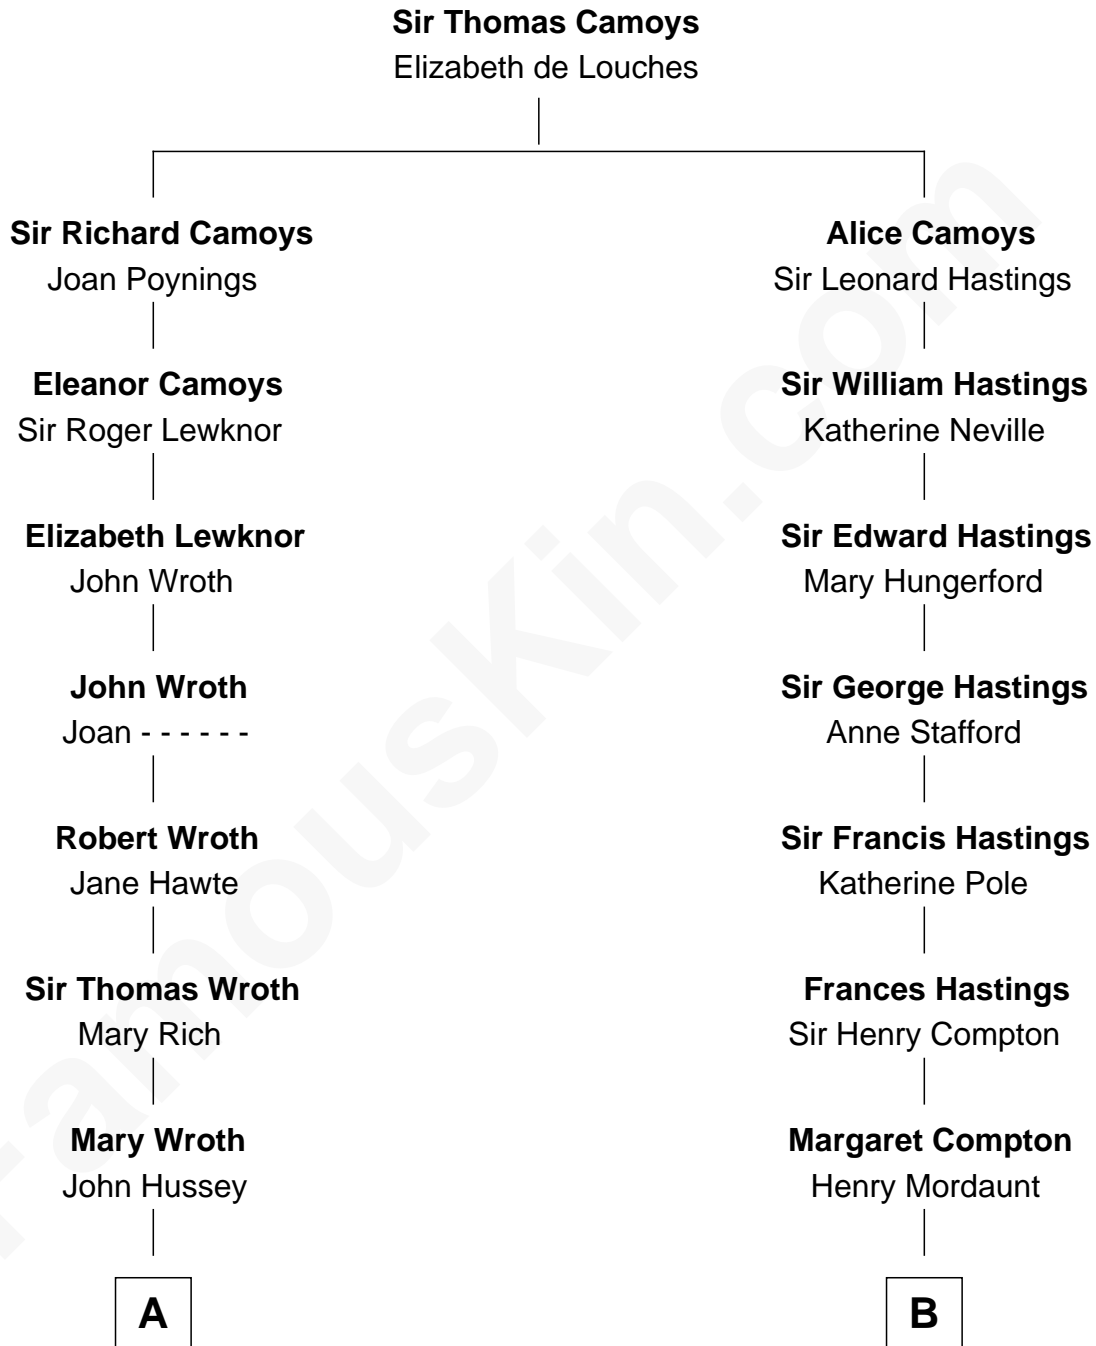 Sir Thomas Camoys
Elizabeth de Louches
Sir Richard Camoys
Joan Poynings
Alice Camoys
Sir Leonard Hastings
Eleanor Camoys
Sir Roger Lewknor
Sir William Hastings
Katherine Neville
Elizabeth Lewknor
John Wroth
Sir Edward Hastings
Mary Hungerford
John Wroth
Joan - - - - - -
Sir George Hastings
Anne Stafford
Robert Wroth
Jane Hawte
Sir Francis Hastings
Katherine Pole
Sir Thomas Wroth
Mary Rich
Frances Hastings
Sir Henry Compton
Mary Wroth
John Hussey
Margaret Compton
Henry Mordaunt
A
B
FamousKin.com